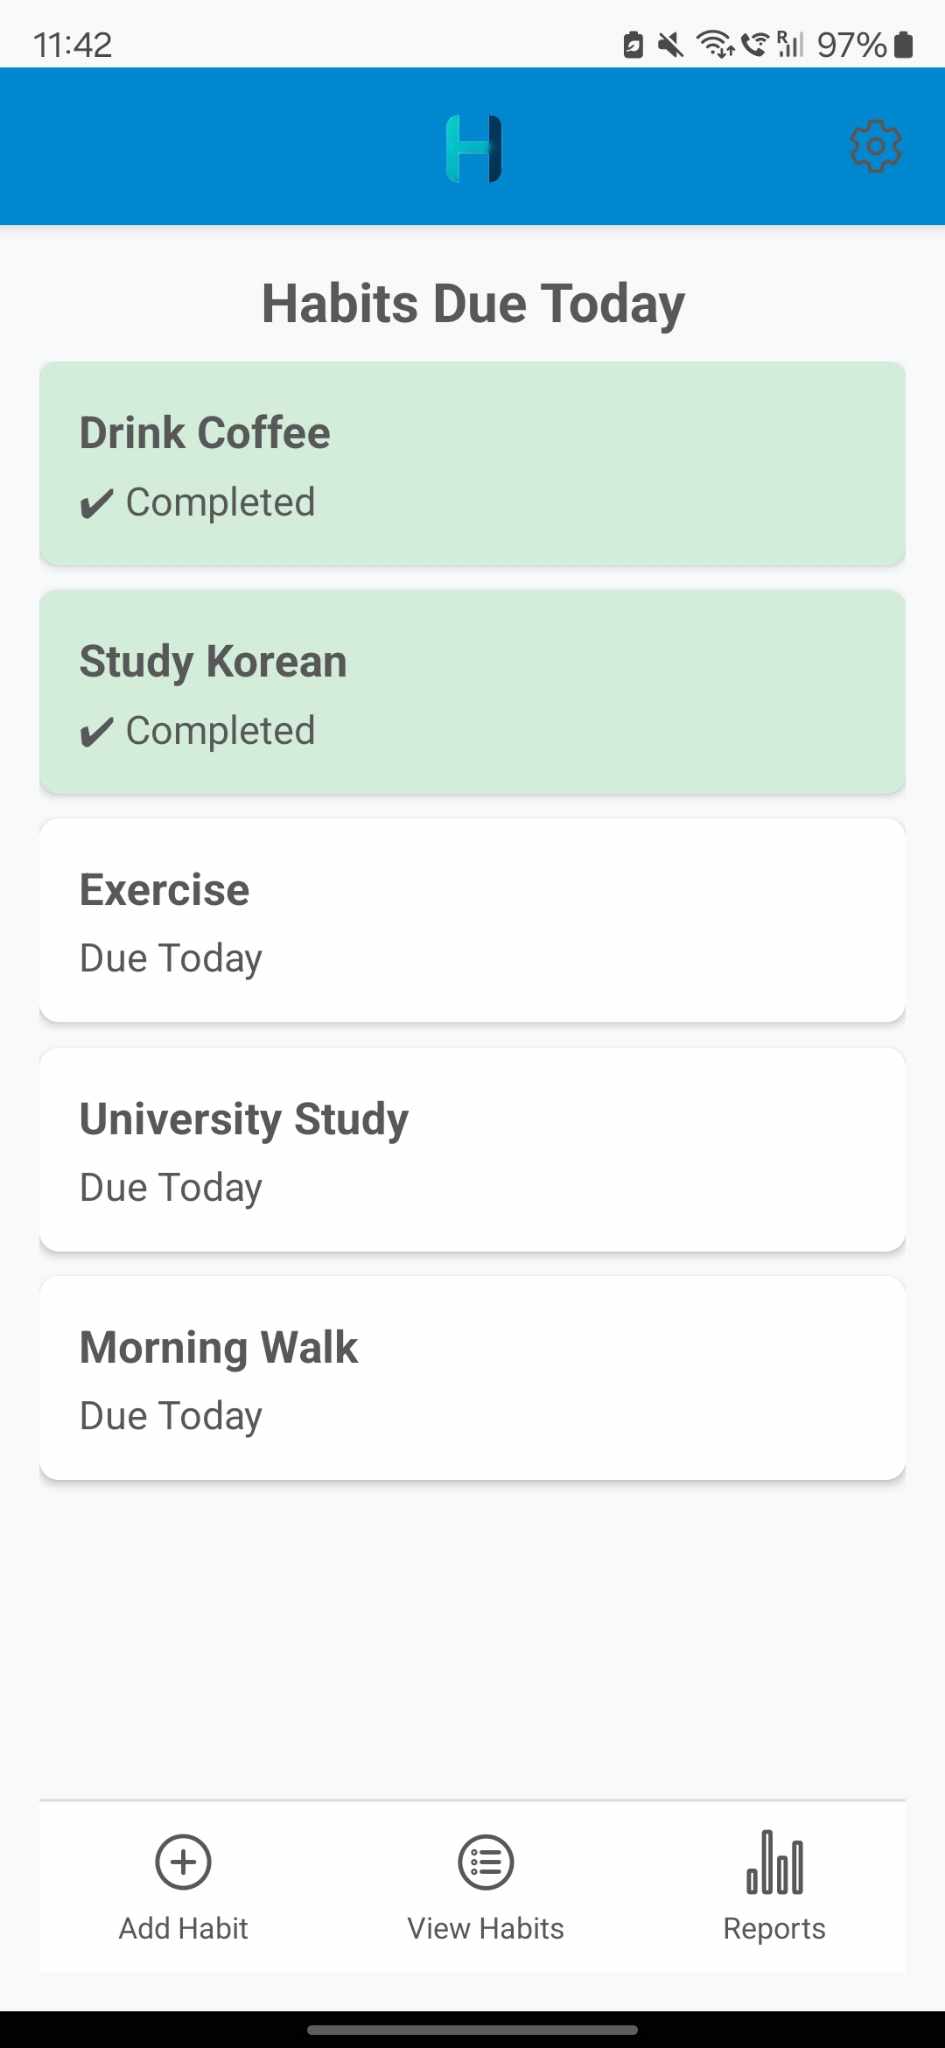 11:42 R 97%
H
Habits Due Today
Drink Coffee
✔ Completed
Study Korean
✔ Completed
Exercise
Due Today
University Study
Due Today
Morning Walk
Due Today
Add Habit View Habits Reports